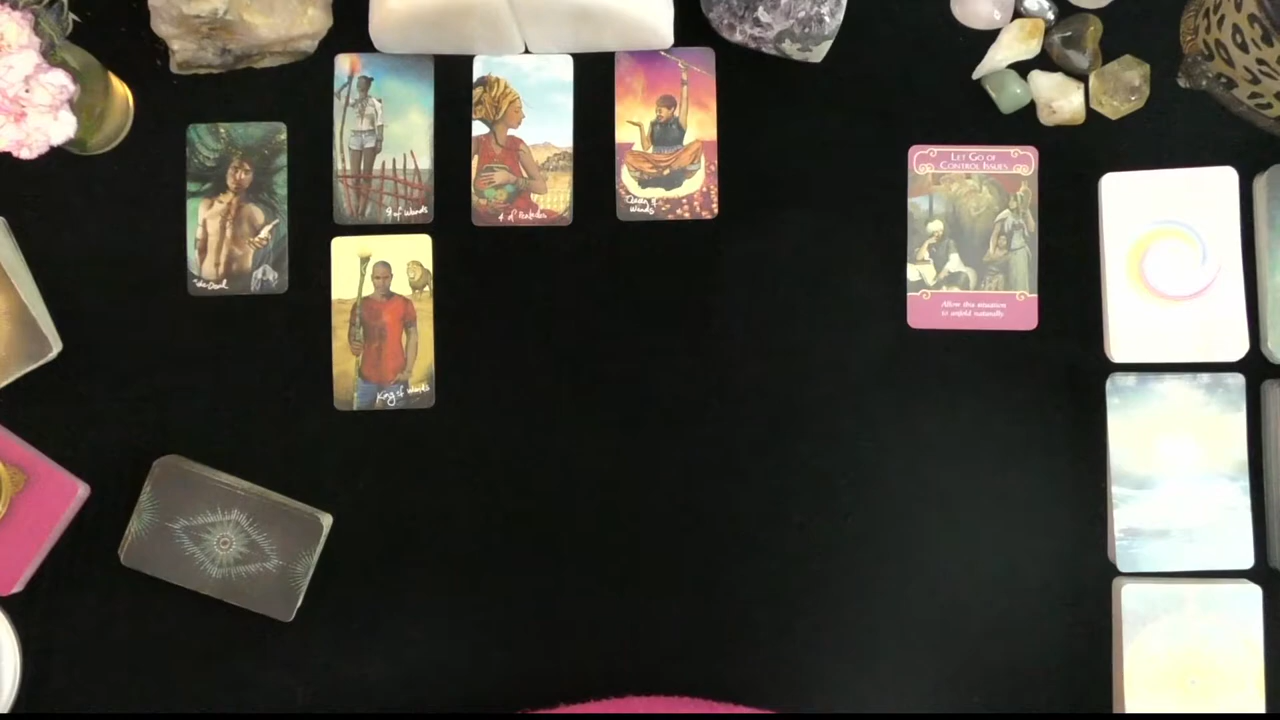 The Devil
9 of Wands
4 of Pentacles
Queen of
Wands
King of Wands
LET GO OF
CONTROL ISSUES
Allow this situation
to unfold naturally.